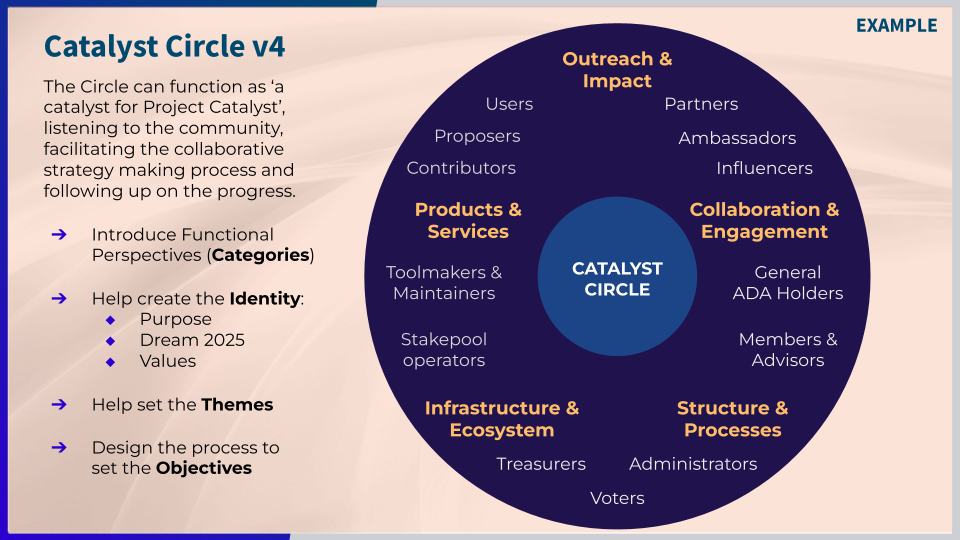 EXAMPLE
Catalyst Circle v4
The Circle can function as ‘a
catalyst for Project Catalyst’,
listening to the community,
facilitating the collaborative
strategy making process and
following up on the progress.
➔ Introduce Functional
Perspectives (Categories)
➔ Help create the Identity:
◆ Purpose
◆ Dream 2025
◆ Values
➔ Help set the Themes
➔ Design the process to
set the Objectives
Outreach &
Impact
Users
Partners
Proposers
Ambassadors
Contributors
Influencers
Products &
Services
Collaboration &
Engagement
CATALYST
CIRCLE
Toolmakers &
Maintainers
General
ADA Holders
Stakepool
operators
Members &
Advisors
Infrastructure &
Ecosystem
Structure &
Processes
Treasurers
Administrators
Voters